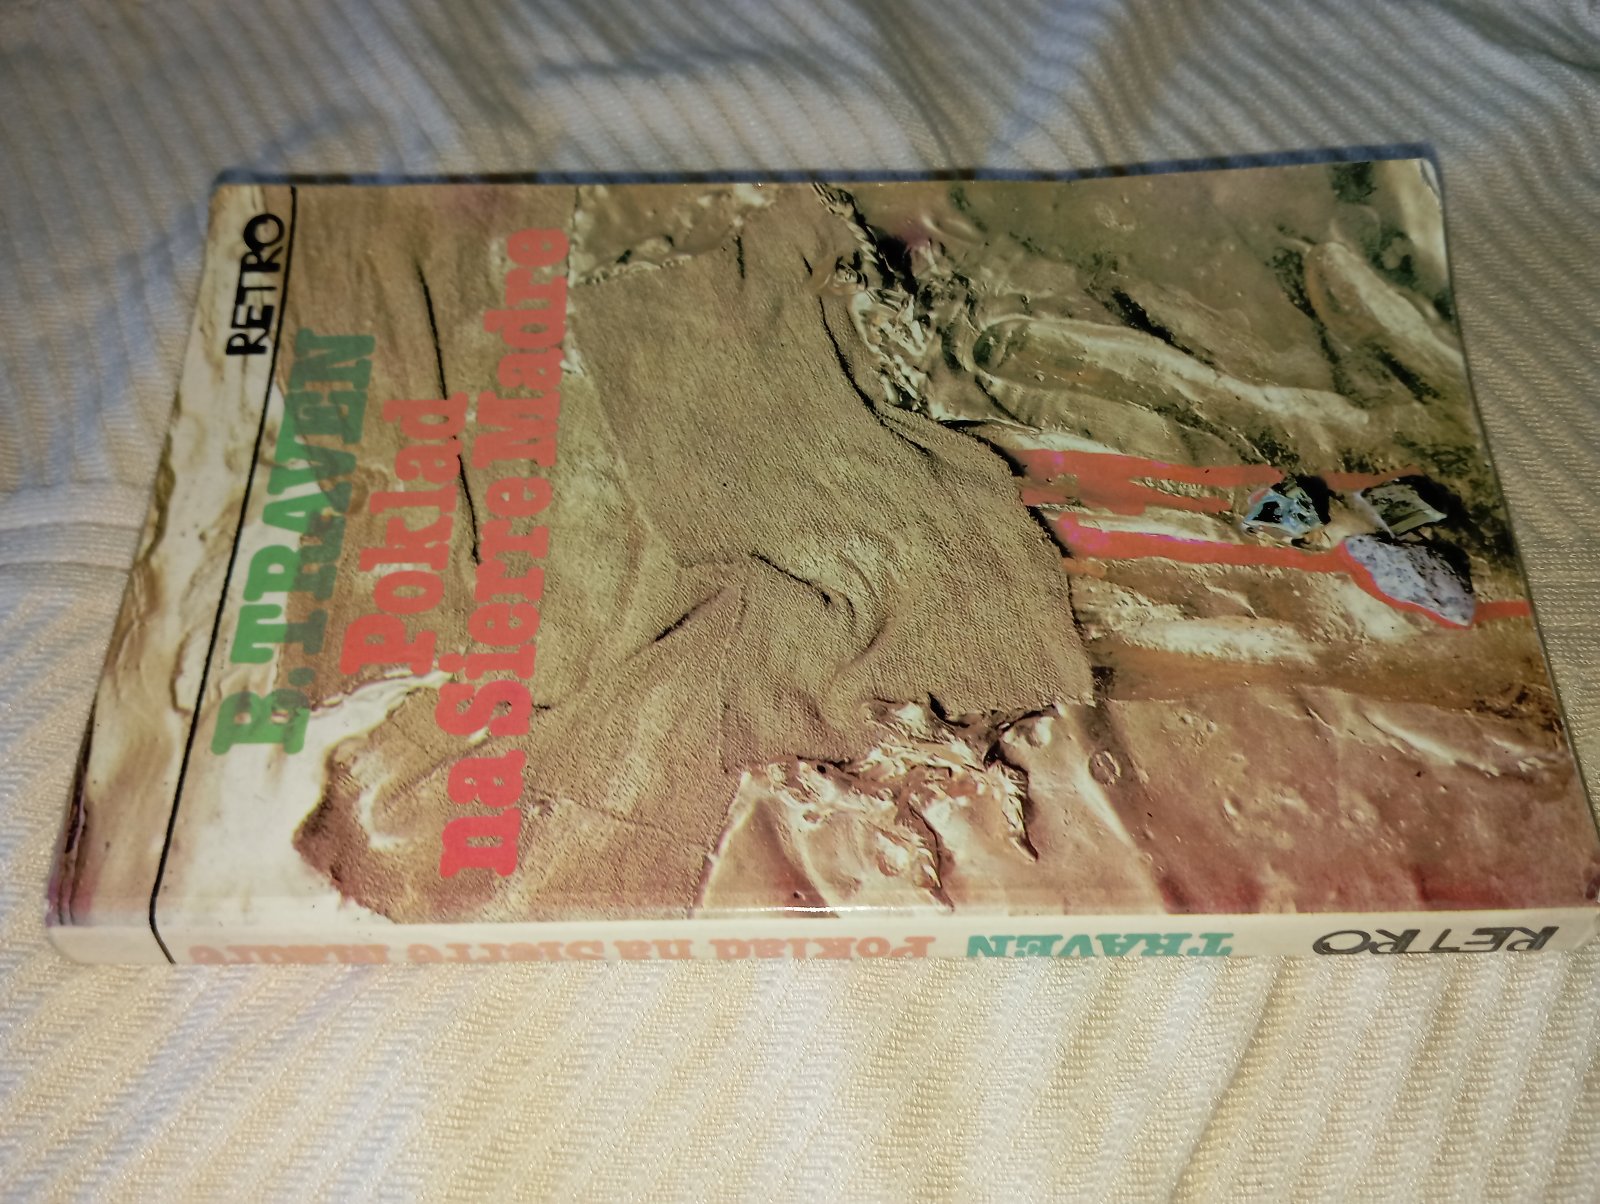 RETRO
B. TRAVEN
Poklad
na Sierre Madre
RETRO
TRAVEN
Poklad na Sierre Madre